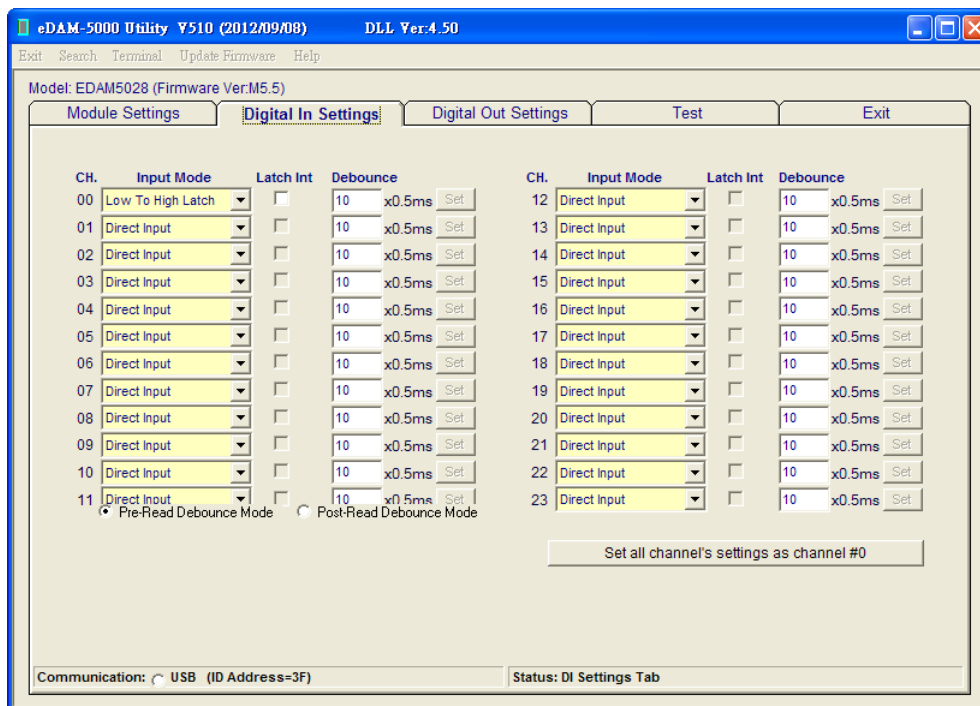 eDAM-5000 Utility V510 (2012/09/08) DLL Ver:4.50
Exit Search Terminal Update Firmware Help
Model: EDAM5028 (Firmware Ver:M5.5)
Module Settings Digital In Settings Digital Out Settings Test Exit
CH. Input Mode Latch Int Debounce CH. Input Mode Latch Int Debounce
00 Low To High Latch 10 x0.5ms Set 12 Direct Input 10 x0.5ms Set
01 Direct Input 10 x0.5ms Set 13 Direct Input 10 x0.5ms Set
02 Direct Input 10 x0.5ms Set 14 Direct Input 10 x0.5ms Set
03 Direct Input 10 x0.5ms Set 15 Direct Input 10 x0.5ms Set
04 Direct Input 10 x0.5ms Set 16 Direct Input 10 x0.5ms Set
05 Direct Input 10 x0.5ms Set 17 Direct Input 10 x0.5ms Set
06 Direct Input 10 x0.5ms Set 18 Direct Input 10 x0.5ms Set
07 Direct Input 10 x0.5ms Set 19 Direct Input 10 x0.5ms Set
08 Direct Input 10 x0.5ms Set 20 Direct Input 10 x0.5ms Set
09 Direct Input 10 x0.5ms Set 21 Direct Input 10 x0.5ms Set
10 Direct Input 10 x0.5ms Set 22 Direct Input 10 x0.5ms Set
11 Direct Input 10 x0.5ms Set 23 Direct Input 10 x0.5ms Set
Pre-Read Debounce Mode Post-Read Debounce Mode
Set all channel's settings as channel #0
Communication: USB (ID Address=3F) Status: DI Settings Tab